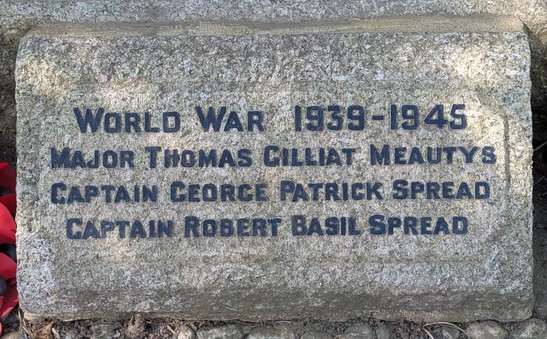 World War 1939-1945
Major Thomas Gilliat Meautys
Captain George Patrick Spread
Captain Robert Basil Spread